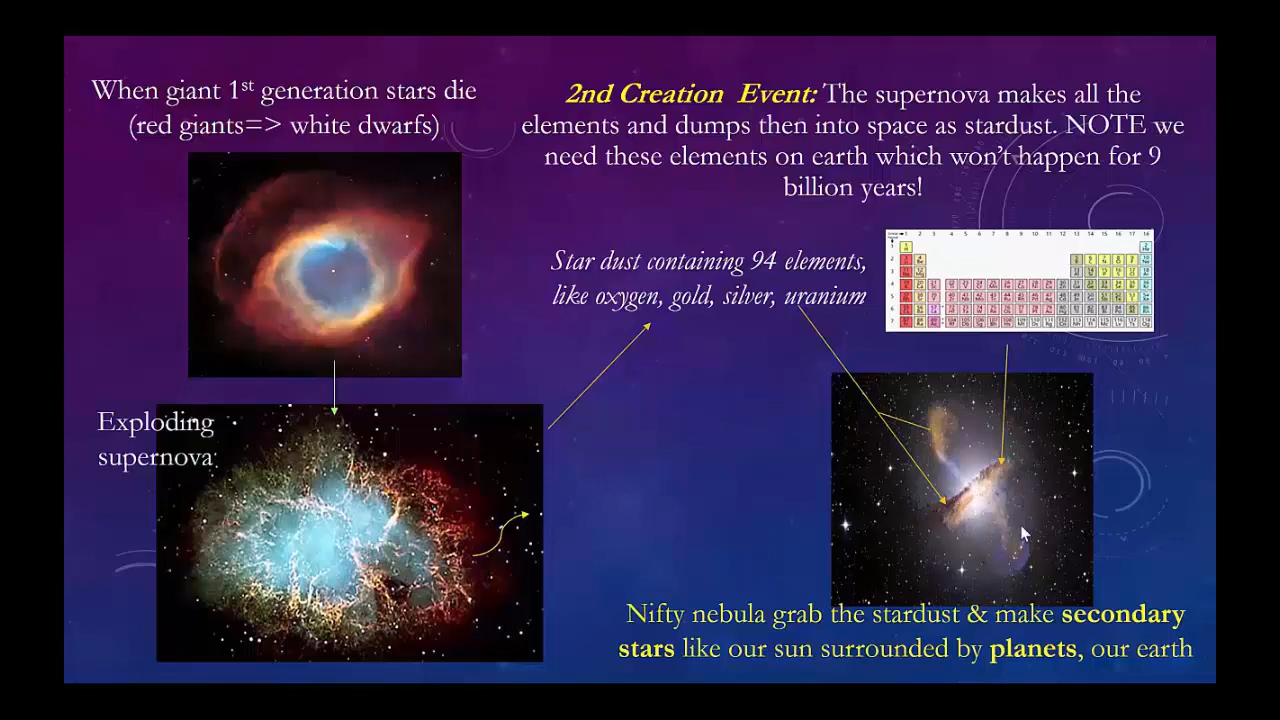 When giant 1st generation stars die
(red giants=> white dwarfs)
2nd Creation Event: The supernova makes all the
elements and dumps then into space as stardust. NOTE we
need these elements on earth which won't happen for 9
billion years!
Star dust containing 94 elements,
like oxygen, gold, silver, uranium
Exploding
supernova
Nifty nebula grab the stardust & make secondary
stars like our sun surrounded by planets, our earth